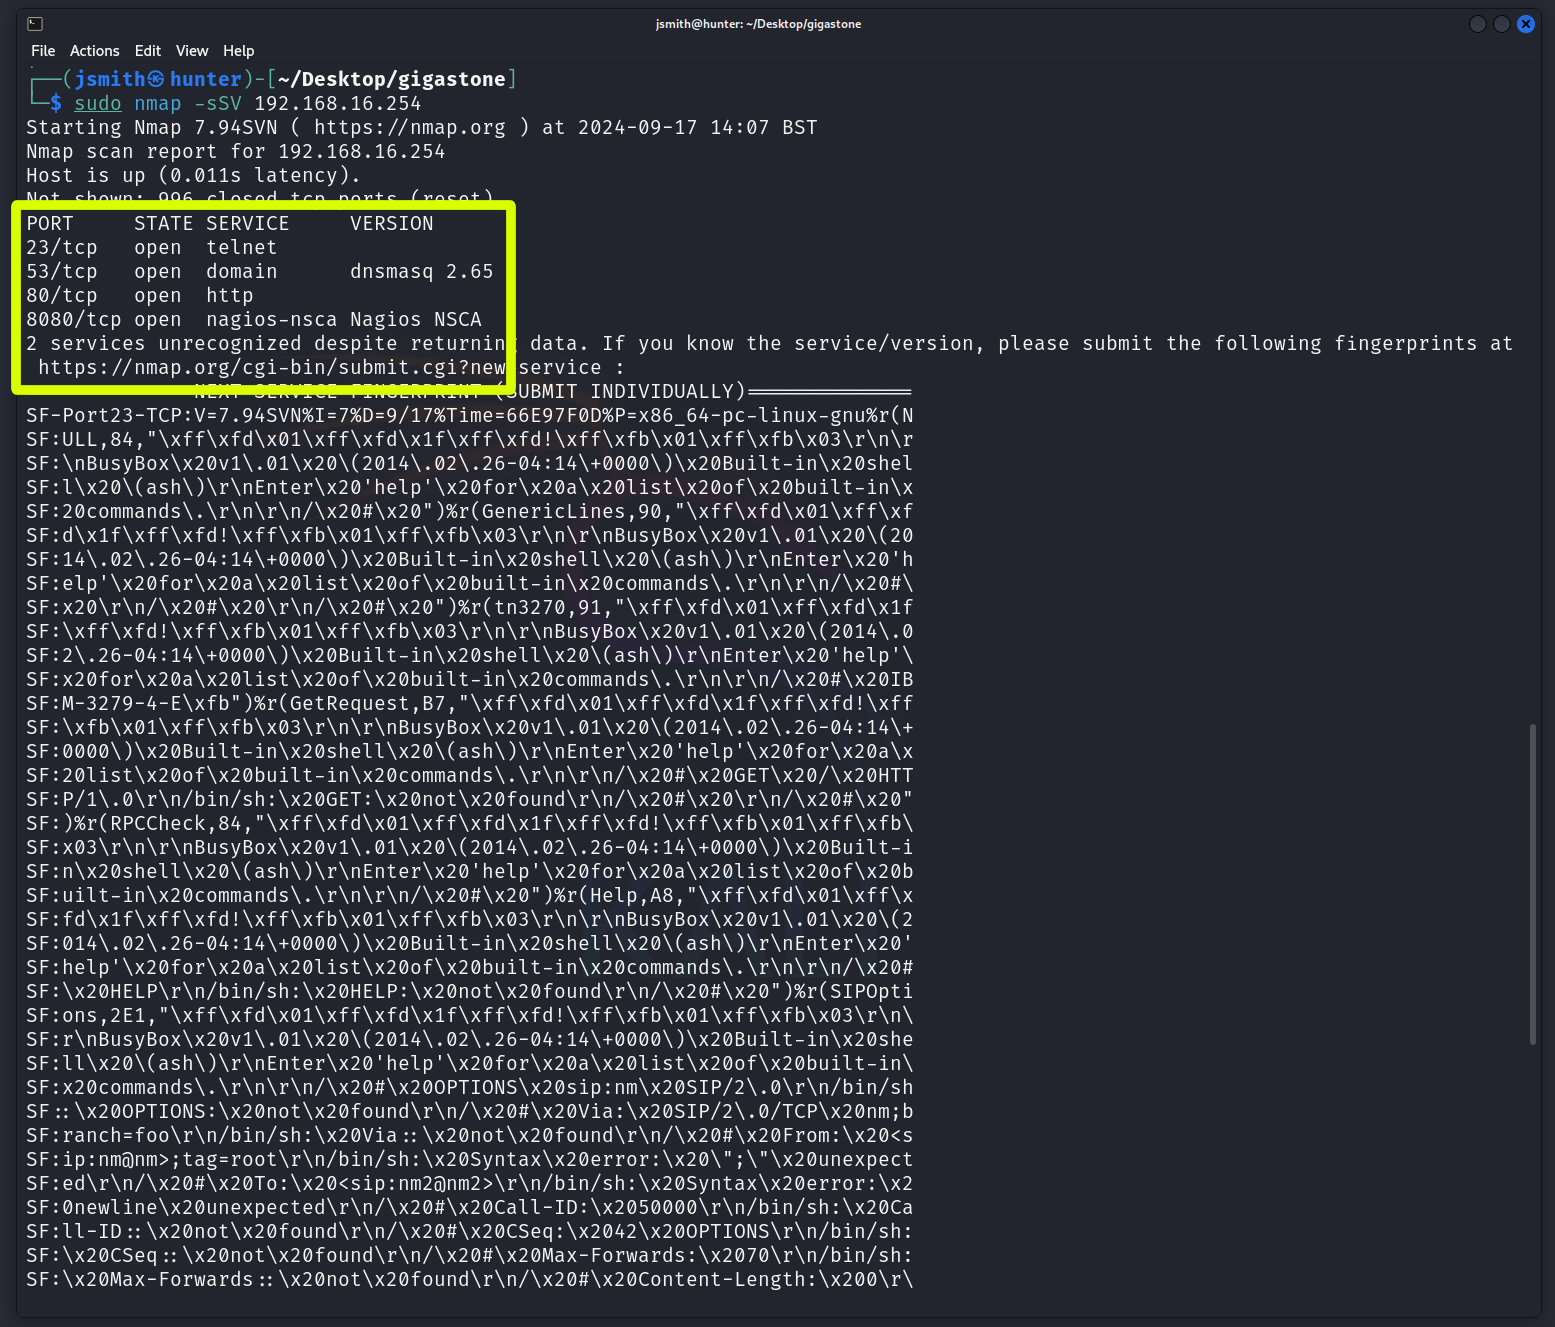 jsmith@hunter: ~/Desktop/gigastone
File Actions Edit View Help
┌──(jsmith㉿hunter)-[~/Desktop/gigastone]
└─$ sudo nmap -sSV 192.168.16.254
Starting Nmap 7.94SVN ( https://nmap.org ) at 2024-09-17 14:07 BST
Nmap scan report for 192.168.16.254
Host is up (0.011s latency).
Not shown: 996 closed tcp ports (reset)
PORT     STATE SERVICE     VERSION
23/tcp   open  telnet
53/tcp   open  domain      dnsmasq 2.65
80/tcp   open  http
8080/tcp open  nagios-nsca Nagios NSCA
2 services unrecognized despite returning data. If you know the service/version, please submit the following fingerprints at
https://nmap.org/cgi-bin/submit.cgi?new-service :
NEXT SERVICE FINGERPRINT (SUBMIT INDIVIDUALLY)==============
SF-Port23-TCP:V=7.94SVN%I=7%D=9/17%Time=66E97F0D%P=x86_64-pc-linux-gnu%r(N
SF:ULL,84,"\xff\xfd\x01\xff\xfd\x1f\xff\xfd!\xff\xfb\x01\xff\xfb\x03\r\n\r
SF:\nBusyBox\x20v1\.01\x20\(2014\.02\.26-04:14\+0000\)\x20Built-in\x20shel
SF:l\x20\(ash\)\r\nEnter\x20'help'\x20for\x20a\x20list\x20of\x20built-in\x
SF:20commands\.\r\n\r\n/\x20#\x20")%r(GenericLines,90,"\xff\xfd\x01\xff\xf
SF:d\x1f\xff\xfd!\xff\xfb\x01\xff\xfb\x03\r\n\r\nBusyBox\x20v1\.01\x20\(20
SF:14\.02\.26-04:14\+0000\)\x20Built-in\x20shell\x20\(ash\)\r\nEnter\x20'h
SF:elp'\x20for\x20a\x20list\x20of\x20built-in\x20commands\.\r\n\r\n/\x20#\
SF:x20\r\n/\x20#\x20\r\n/\x20#\x20")%r(tn3270,91,"\xff\xfd\x01\xff\xfd\x1f
SF:\xff\xfd!\xff\xfb\x01\xff\xfb\x03\r\n\r\nBusyBox\x20v1\.01\x20\(2014\.0
SF:2\.26-04:14\+0000\)\x20Built-in\x20shell\x20\(ash\)\r\nEnter\x20'help'\
SF:x20for\x20a\x20list\x20of\x20built-in\x20commands\.\r\n\r\n/\x20#\x20IB
SF:M-3279-4-E\xfb")%r(GetRequest,B7,"\xff\xfd\x01\xff\xfd\x1f\xff\xfd!\xff
SF:\xfb\x01\xff\xfb\x03\r\n\r\nBusyBox\x20v1\.01\x20\(2014\.02\.26-04:14\+
SF:0000\)\x20Built-in\x20shell\x20\(ash\)\r\nEnter\x20'help'\x20for\x20a\x
SF:20list\x20of\x20built-in\x20commands\.\r\n\r\n/\x20#\x20GET\x20/\x20HTT
SF:P/1\.0\r\n/bin/sh:\x20GET:\x20not\x20found\r\n/\x20#\x20\r\n/\x20#\x20"
SF:)%r(RPCCheck,84,"\xff\xfd\x01\xff\xfd\x1f\xff\xfd!\xff\xfb\x01\xff\xfb\
SF:x03\r\n\r\nBusyBox\x20v1\.01\x20\(2014\.02\.26-04:14\+0000\)\x20Built-i
SF:n\x20shell\x20\(ash\)\r\nEnter\x20'help'\x20for\x20a\x20list\x20of\x20b
SF:uilt-in\x20commands\.\r\n\r\n/\x20#\x20")%r(Help,A8,"\xff\xfd\x01\xff\x
SF:fd\x1f\xff\xfd!\xff\xfb\x01\xff\xfb\x03\r\n\r\nBusyBox\x20v1\.01\x20\(2
SF:014\.02\.26-04:14\+0000\)\x20Built-in\x20shell\x20\(ash\)\r\nEnter\x20'
SF:help'\x20for\x20a\x20list\x20of\x20built-in\x20commands\.\r\n\r\n/\x20#
SF:\x20HELP\r\n/bin/sh:\x20HELP:\x20not\x20found\r\n/\x20#\x20")%r(SIPOpti
SF:ons,2E1,"\xff\xfd\x01\xff\xfd\x1f\xff\xfd!\xff\xfb\x01\xff\xfb\x03\r\n\
SF:r\nBusyBox\x20v1\.01\x20\(2014\.02\.26-04:14\+0000\)\x20Built-in\x20she
SF:ll\x20\(ash\)\r\nEnter\x20'help'\x20for\x20a\x20list\x20of\x20built-in\
SF:x20commands\.\r\n\r\n/\x20#\x20OPTIONS\x20sip:nm\x20SIP/2\.0\r\n/bin/sh
SF::\x20OPTIONS:\x20not\x20found\r\n/\x20#\x20Via:\x20SIP/2\.0/TCP\x20nm;b
SF:ranch=foo\r\n/bin/sh:\x20Via::\x20not\x20found\r\n/\x20#\x20From:\x20<s
SF:ip:nm@nm>;tag=root\r\n/bin/sh:\x20Syntax\x20error:\x20\";\"\x20unexpect
SF:ed\r\n/\x20#\x20To:\x20<sip:nm2@nm2>\r\n/bin/sh:\x20Syntax\x20error:\x2
SF:0newline\x20unexpected\r\n/\x20#\x20Call-ID:\x2050000\r\n/bin/sh:\x20Ca
SF:ll-ID::\x20not\x20found\r\n/\x20#\x20CSeq:\x2042\x20OPTIONS\r\n/bin/sh:
SF:\x20CSeq::\x20not\x20found\r\n/\x20#\x20Max-Forwards:\x2070\r\n/bin/sh:
SF:\x20Max-Forwards::\x20not\x20found\r\n/\x20#\x20Content-Length:\x200\r\